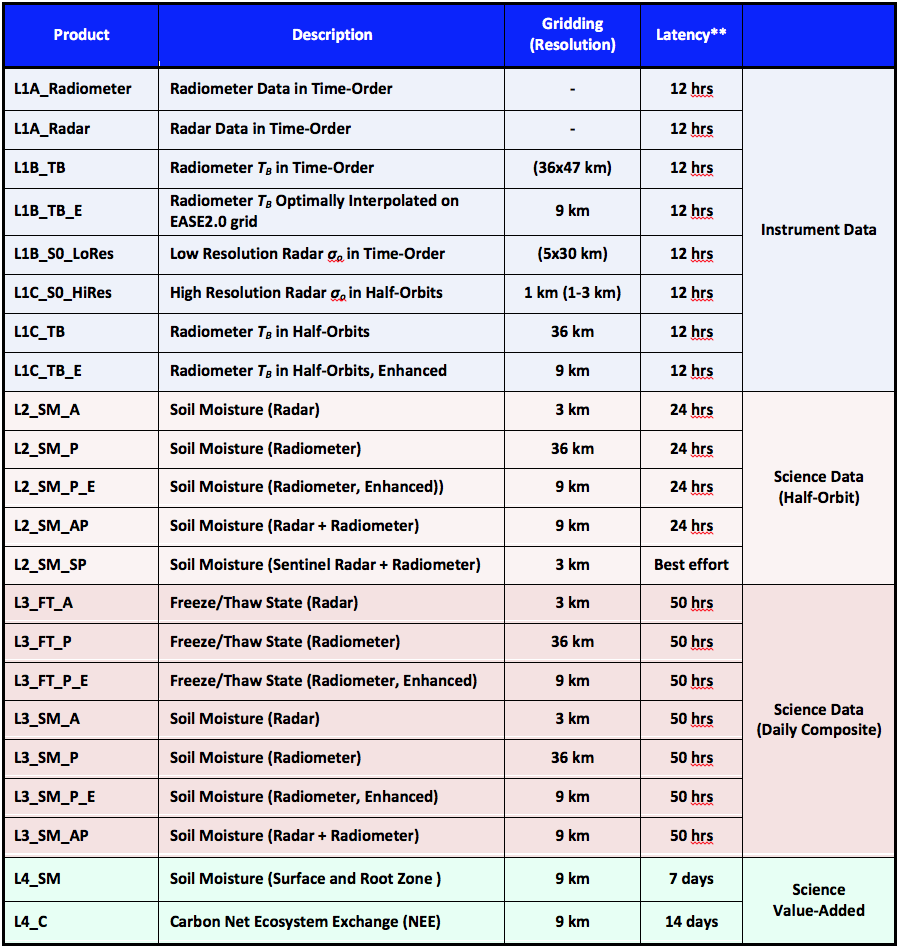 Product Description Gridding (Resolution) Latency**
L1A_Radiometer Radiometer Data in Time-Order - 12 hrs
L1A_Radar Radar Data in Time-Order - 12 hrs
L1B_TB Radiometer TB in Time-Order (36x47 km) 12 hrs
L1B_TB_E Radiometer TB Optimally Interpolated on EASE2.0 grid 9 km 12 hrs
Instrument Data
L1B_S0_LoRes Low Resolution Radar σo in Time-Order (5x30 km) 12 hrs
L1C_S0_HiRes High Resolution Radar σo in Half-Orbits 1 km (1-3 km) 12 hrs
L1C_TB Radiometer TB in Half-Orbits 36 km 12 hrs
L1C_TB_E Radiometer TB in Half-Orbits, Enhanced 9 km 12 hrs
L2_SM_A Soil Moisture (Radar) 3 km 24 hrs
L2_SM_P Soil Moisture (Radiometer) 36 km 24 hrs
L2_SM_P_E Soil Moisture (Radiometer, Enhanced)) 9 km 24 hrs
Science Data
(Half-Orbit)
L2_SM_AP Soil Moisture (Radar + Radiometer) 9 km 24 hrs
L2_SM_SP Soil Moisture (Sentinel Radar + Radiometer) 3 km Best effort
L3_FT_A Freeze/Thaw State (Radar) 3 km 50 hrs
L3_FT_P Freeze/Thaw State (Radiometer) 36 km 50 hrs
L3_FT_P_E Freeze/Thaw State (Radiometer, Enhanced) 9 km 50 hrs
L3_SM_A Soil Moisture (Radar) 3 km 50 hrs
Science Data
(Daily Composite)
L3_SM_P Soil Moisture (Radiometer) 36 km 50 hrs
L3_SM_P_E Soil Moisture (Radiometer, Enhanced) 9 km 50 hrs
L3_SM_AP Soil Moisture (Radar + Radiometer) 9 km 50 hrs
L4_SM Soil Moisture (Surface and Root Zone ) 9 km 7 days
Science
Value-Added
L4_C Carbon Net Ecosystem Exchange (NEE) 9 km 14 days